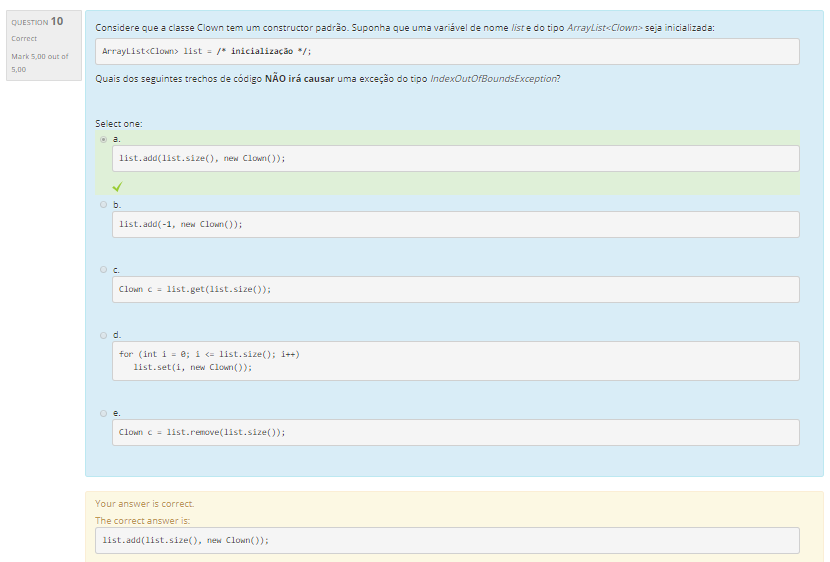 QUESTION 10
Correct
Mark 5,00 out of
5,00
Considere que a classe Clown tem um constructor padrão. Suponha que uma variável de nome list e do tipo ArrayList<Clown> seja inicializada:
ArrayList<Clown> list = /* inicialização */;
Quais dos seguintes trechos de código NÃO irá causar uma exceção do tipo IndexOutOfBoundsException?
Select one:
a.
list.add(list.size(), new Clown());
b.
list.add(-1, new Clown());
c.
Clown c = list.get(list.size());
d.
for (int i = 0; i <= list.size(); i++)
list.set(i, new Clown());
e.
Clown c = list.remove(list.size());
Your answer is correct.
The correct answer is:
list.add(list.size(), new Clown());